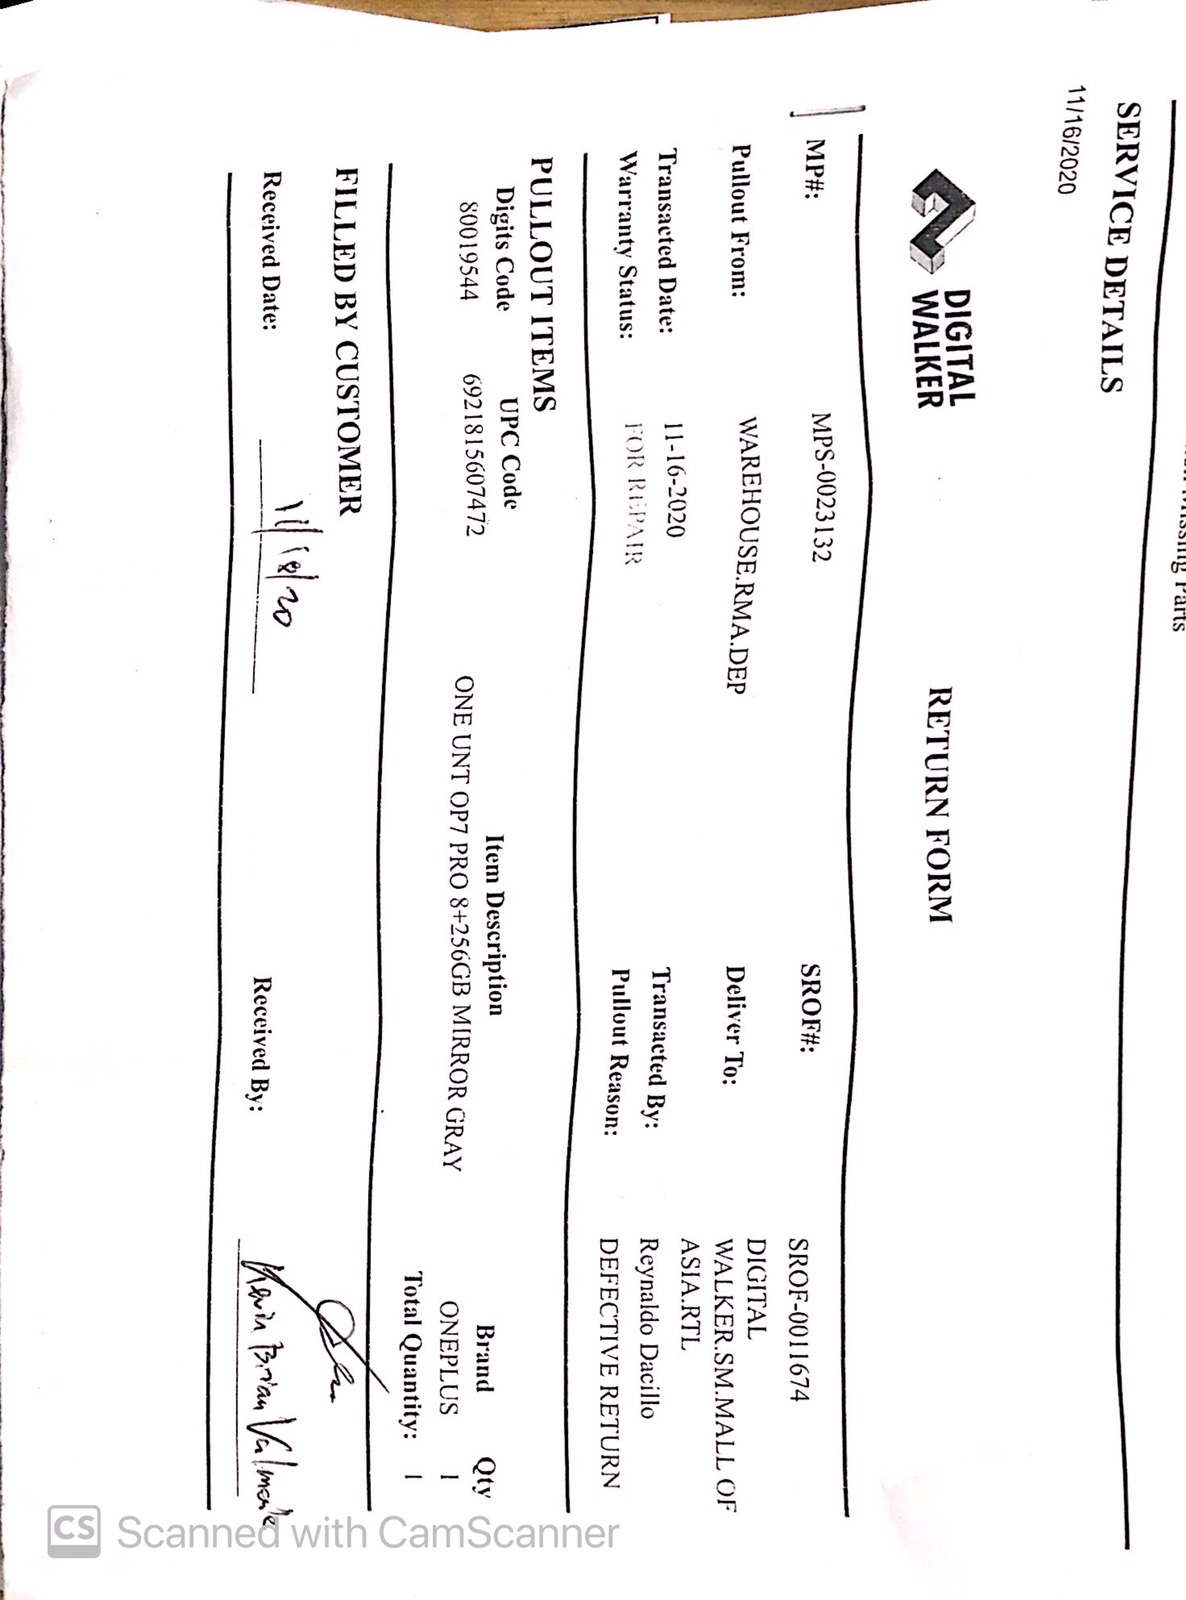 Missing Parts
SERVICE DETAILS
11/16/2020
DIGITAL
WALKER
RETURN FORM
MP#: MPS-0023132 SROF#: SROF-0011674
Pullout From: WAREHOUSE.RMA.DEP Deliver To: DIGITAL
WALKER.SM.MALL OF
ASIA.RTL
Transacted Date: 11-16-2020 Transacted By: Reynaldo Dacillo
Warranty Status: FOR REPAIR Pullout Reason: DEFECTIVE RETURN
PULLOUT ITEMS
Digits Code UPC Code Item Description Brand Qty
80019544 6921815607472 ONE UNT OP7 PRO 8+256GB MIRROR GRAY ONEPLUS 1
Total Quantity: 1
FILLED BY CUSTOMER
Received Date: 11/18/20 Received By: Kevin Brian
CS Scanned with CamScanner